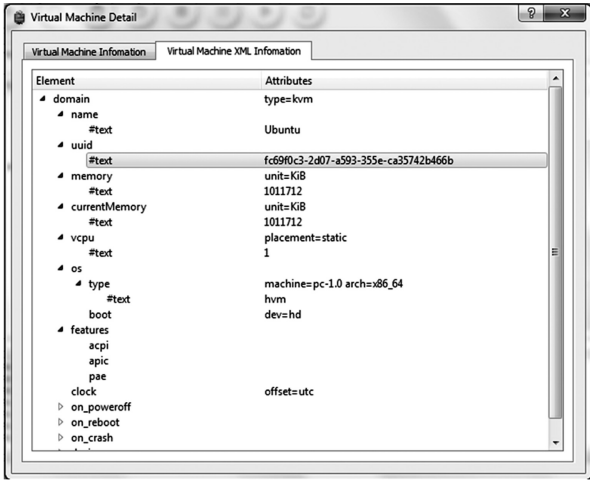 Virtual Machine Detail
Virtual Machine Infomation Virtual Machine XML Infomation
Element Attributes
domain type=kvm
name
#text Ubuntu
uuid
#text fc69f0c3-2d07-a593-355e-ca35742b466b
memory unit=KiB
#text 1011712
currentMemory unit=KiB
#text 1011712
vcpu placement=static
#text 1
os
type machine=pc-1.0 arch=x86_64
#text hvm
boot dev=hd
features
acpi
apic
pae
clock offset=utc
on_poweroff
on_reboot
on_crash